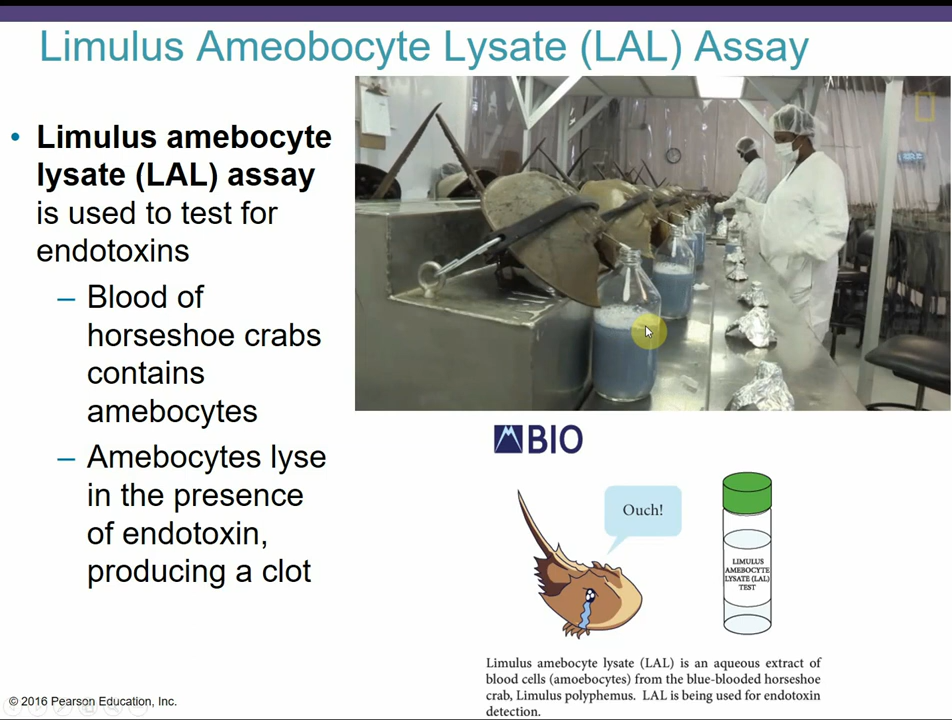 Limulus Ameobocyte Lysate (LAL) Assay
• Limulus amebocyte
lysate (LAL) assay
is used to test for
endotoxins
– Blood of
horseshoe crabs
contains
amebocytes
– Amebocytes lyse
in the presence
of endotoxin,
producing a clot
BIO
Ouch!
LIMULUS
AMEBOCYTE
LYSATE (LAL)
TEST
Limulus amebocyte lysate (LAL) is an aqueous extract of
blood cells (amoebocytes) from the blue-blooded horseshoe
crab, Limulus polyphemus. LAL is being used for endotoxin
detection.
© 2016 Pearson Education, Inc.